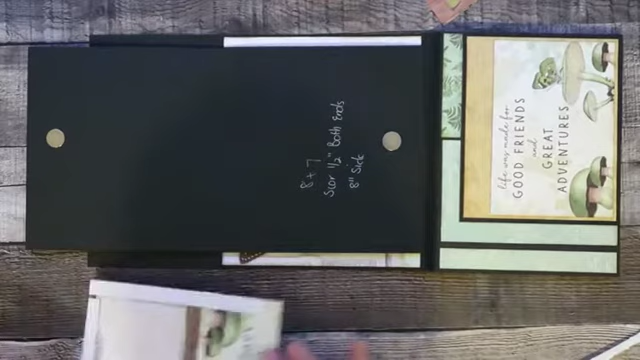 8 + 7
Scor 1/2" Both Ends
8" Side
life was made for
GOOD FRIENDS
and
GREAT
ADVENTURES